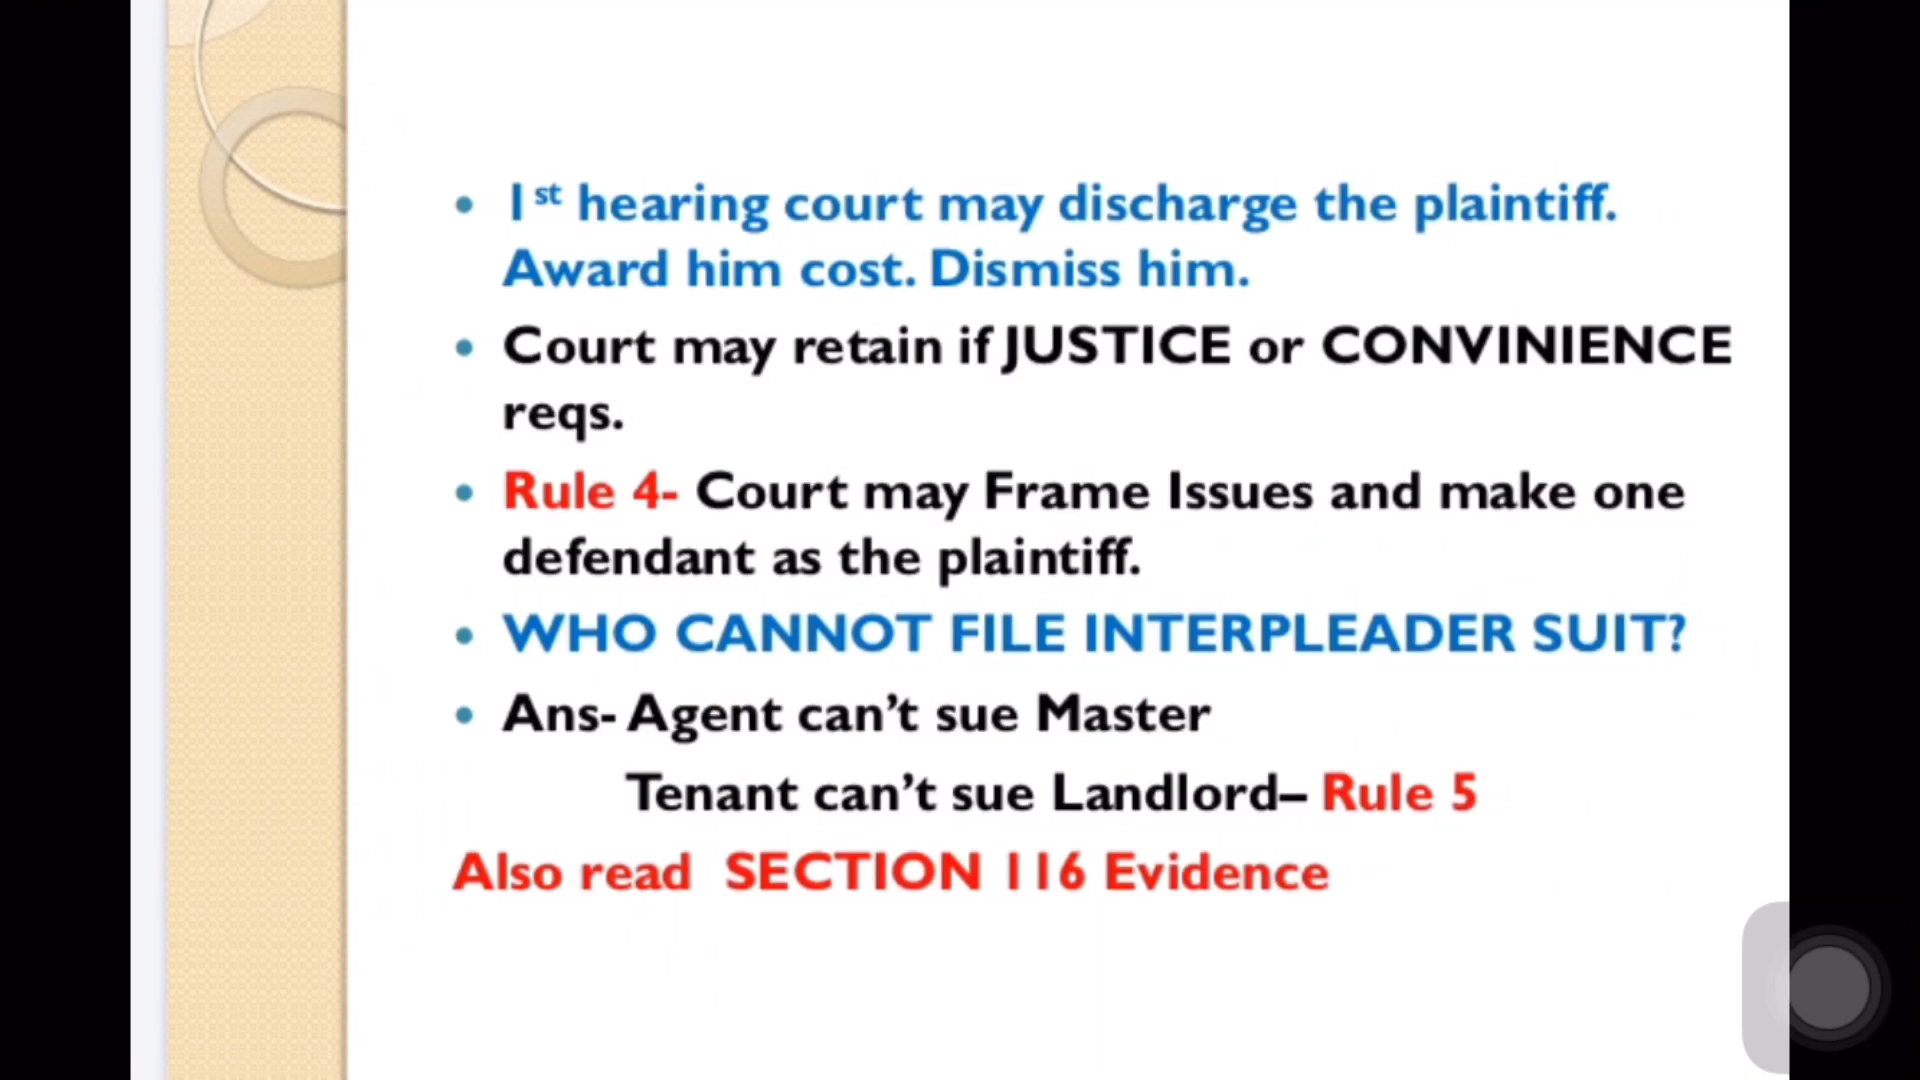 • 1st hearing court may discharge the plaintiff.
Award him cost. Dismiss him.
• Court may retain if JUSTICE or CONVINIENCE
reqs.
• Rule 4- Court may Frame Issues and make one
defendant as the plaintiff.
• WHO CANNOT FILE INTERPLEADER SUIT?
• Ans- Agent can’t sue Master
Tenant can’t sue Landlord– Rule 5
Also read SECTION 116 Evidence